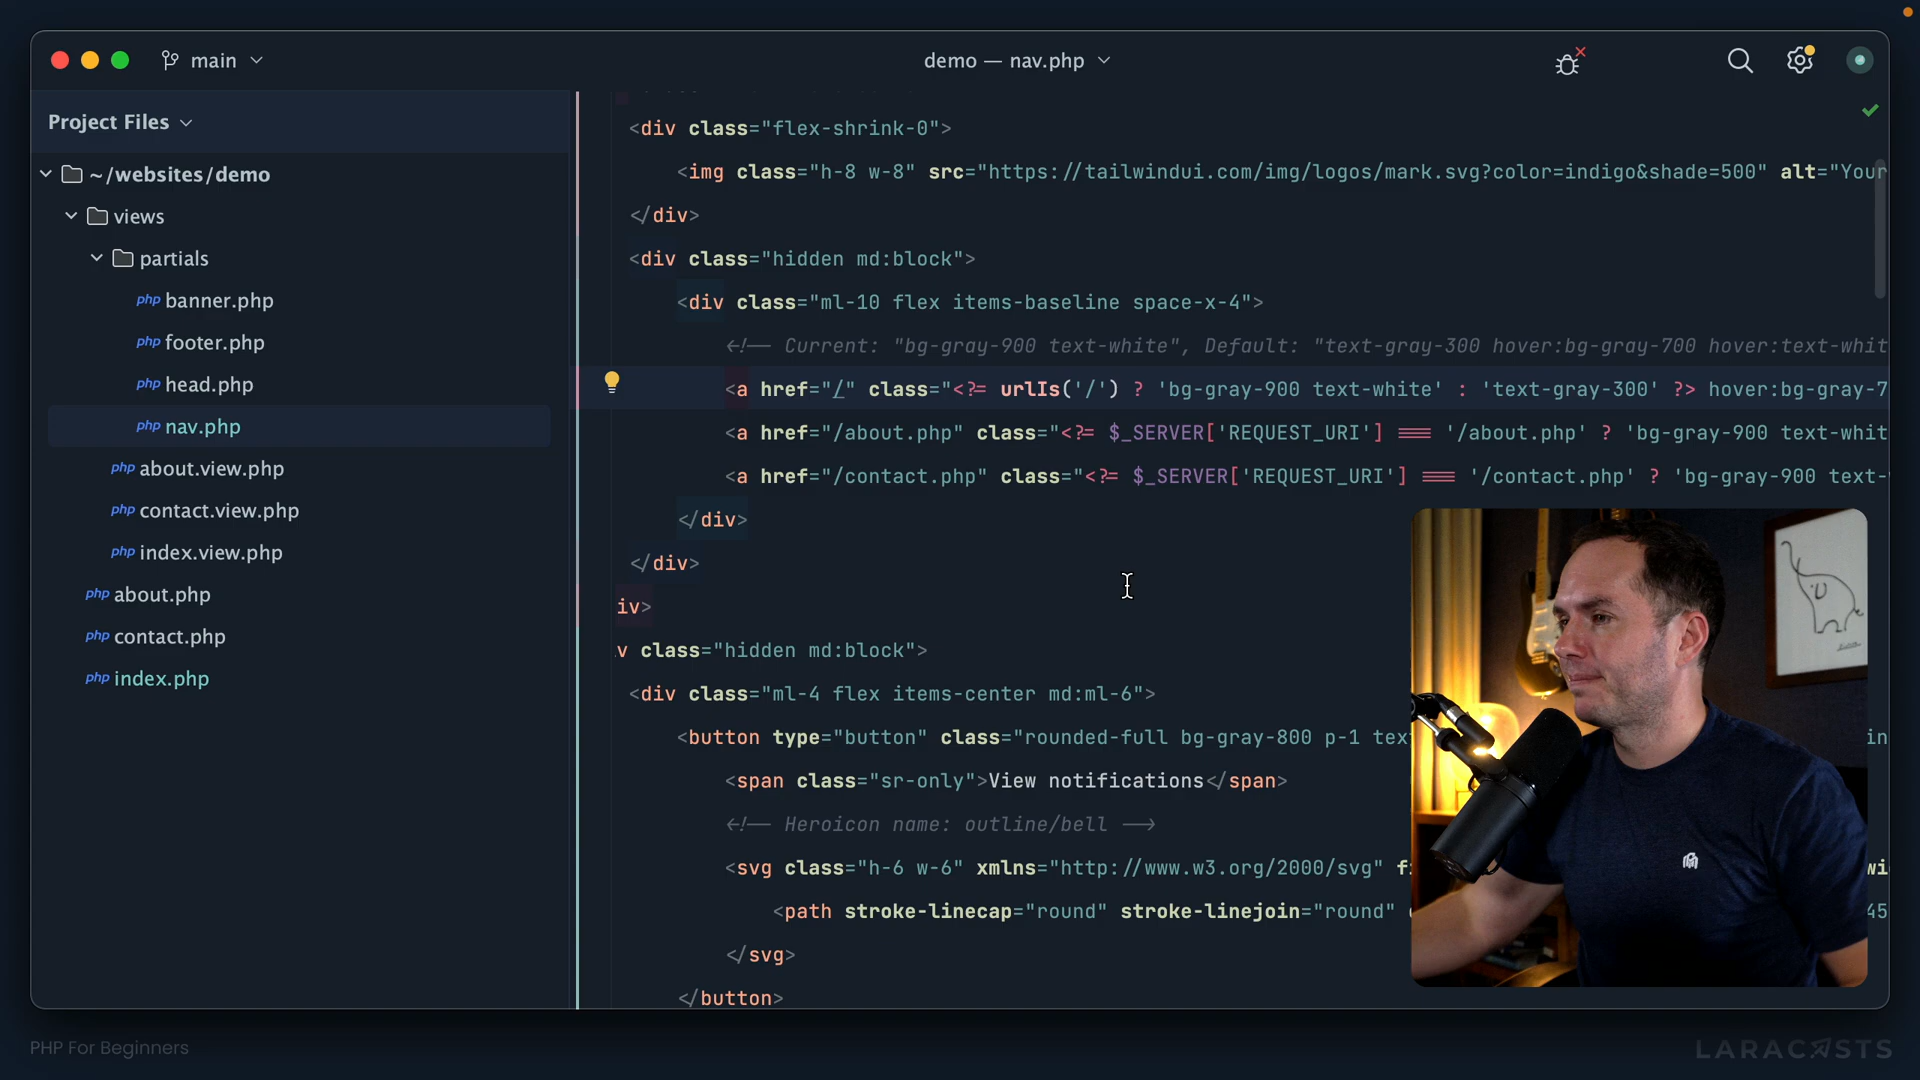 main
demo — nav.php
Project Files
~/websites/demo
views
partials
php banner.php
php footer.php
php head.php
php nav.php
php about.view.php
php contact.view.php
php index.view.php
php about.php
php contact.php
php index.php
<div class="flex-shrink-0">
<img class="h-8 w-8" src="https://tailwindui.com/img/logos/mark.svg?color=indigo&shade=500" alt="Your
</div>
<div class="hidden md:block">
<div class="ml-10 flex items-baseline space-x-4">
<!-- Current: "bg-gray-900 text-white", Default: "text-gray-300 hover:bg-gray-700 hover:text-whit
<a href="/" class="<?= urlIs('/') ? 'bg-gray-900 text-white' : 'text-gray-300' ?> hover:bg-gray-7
<a href="/about.php" class="<?= $_SERVER['REQUEST_URI'] === '/about.php' ? 'bg-gray-900 text-whit
<a href="/contact.php" class="<?= $_SERVER['REQUEST_URI'] === '/contact.php' ? 'bg-gray-900 text-
</div>
</div>
iv>
v class="hidden md:block">
<div class="ml-4 flex items-center md:ml-6">
<button type="button" class="rounded-full bg-gray-800 p-1 tex in
<span class="sr-only">View notifications</span>
<!-- Heroicon name: outline/bell -->
<svg class="h-6 w-6" xmlns="http://www.w3.org/2000/svg" f wi
<path stroke-linecap="round" stroke-linejoin="round" 45
</svg>
</button>
PHP For Beginners
LARACASTS